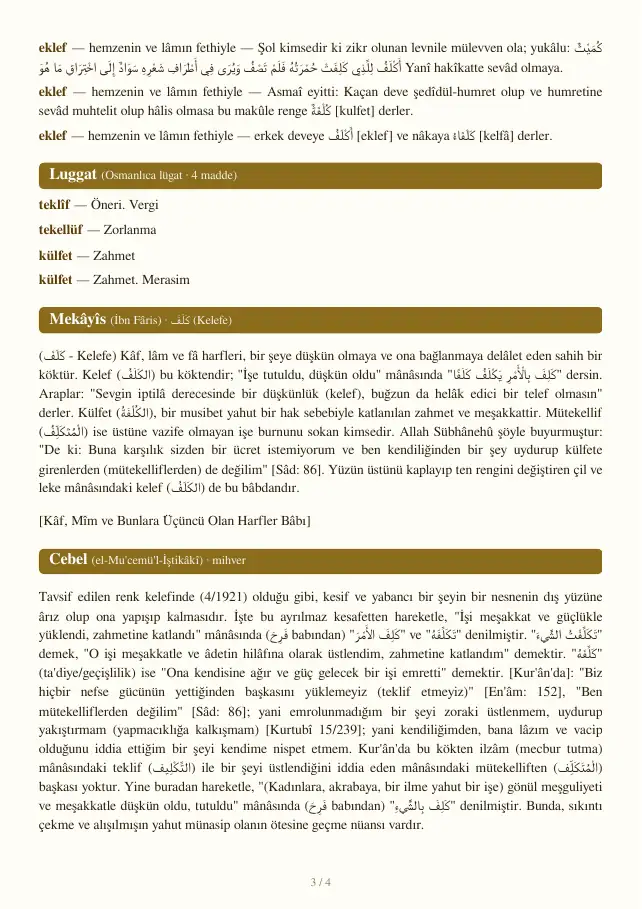 eklef — hemzenin ve lâmın fethiyle — Şol kimsedir ki zikr olunan levnile mülevven ola; yukâlu: كُمَيْتٌ
أَكْلَفُ لِلَّذِي كَلِفَتْ حُمْرَتُهُ فَلَمْ تَصْفُ وَيُرَى فِي أَطْرَافِ شَعْرِهِ سَوَادٌ إِلَى احْتِرَاقِ مَا هُوَ Yanî hakîkatte sevâd olmaya.
eklef — hemzenin ve lâmın fethiyle — Asmaî eyitti: Kaçan deve şedîdül-humret olup ve humretine
sevâd muhtelit olup hâlis olmasa bu makûle renge كُلْفَةٌ [kulfet] derler.
eklef — hemzenin ve lâmın fethiyle — erkek deveye أَكْلَفُ [eklef] ve nâkaya كَلْفَاءُ [kelfâ] derler.
Luggat (Osmanlıca lügat · 4 madde)
teklîf — Öneri. Vergi
tekellüf — Zorlanma
külfet — Zahmet
külfet — Zahmet. Merasim
Mekâyîs (İbn Fâris) · كَلَفَ (Kelefe)
(كَلَفَ - Kelefe) Kâf, lâm ve fâ harfleri, bir şeye düşkün olmaya ve ona bağlanmaya delâlet eden sahih bir
köktür. Kelef (الكَلَفُ) bu köktendir; "İşe tutuldu, düşkün oldu" mânâsında "كَلِفَ بِالْأَمْرِ يَكْلَفُ كَلَفًا" dersin.
Araplar: "Sevgin iptilâ derecesinde bir düşkünlük (kelef), buğzun da helâk edici bir telef olmasın"
derler. Külfet (الْكُلْفَةُ), bir musibet yahut bir hak sebebiyle katlanılan zahmet ve meşakkattir. Mütekellif
(الْمُتَكَلِّفُ) ise üstüne vazife olmayan işe burnunu sokan kimsedir. Allah Sübhânehû şöyle buyurmuştur:
"De ki: Buna karşılık sizden bir ücret istemiyorum ve ben kendiliğinden bir şey uydurup külfete
girenlerden (mütekelliflerden) de değilim" [Sâd: 86]. Yüzün üstünü kaplayıp ten rengini değiştiren çil ve
leke mânâsındaki kelef (الكَلَفُ) de bu bâbdandır.
[Kâf, Mîm ve Bunlara Üçüncü Olan Harfler Bâbı]
Cebel (el-Mu'cemü'l-İştikâkî) · mihver
Tavsif edilen renk kelefinde (4/1921) olduğu gibi, kesif ve yabancı bir şeyin bir nesnenin dış yüzüne
ârız olup ona yapışıp kalmasıdır. İşte bu ayrılmaz kesafetten hareketle, "İşi meşakkat ve güçlükle
yüklendi, zahmetine katlandı" mânâsında (فَرِحَ babından) "كَلِفَ الأَمْرَ" ve "تَكَلَّفَهُ" denilmiştir. "تَكَلَّفْتُ الشَّيءَ"
demek, "O işi meşakkatle ve âdetin hilâfına olarak üstlendim, zahmetine katlandım" demektir. "كَلَّفَهُ"
(ta'diye/geçişlilik) ise "Ona kendisine ağır ve güç gelecek bir işi emretti" demektir. [Kur'ân'da]: "Biz
hiçbir nefse gücünün yettiğinden başkasını yüklemeyiz (teklif etmeyiz)" [En'âm: 152], "Ben
mütekelliflerden değilim" [Sâd: 86]; yani emrolunmadığım bir şeyi zoraki üstlenmem, uydurup
yakıştırmam (yapmacıklığa kalkışmam) [Kurtubî 15/239]; yani kendiliğimden, bana lâzım ve vacip
olduğunu iddia ettiğim bir şeyi kendime nispet etmem. Kur'ân'da bu kökten ilzâm (mecbur tutma)
mânâsındaki teklif (التَّكْلِيف) ile bir şeyi üstlendiğini iddia eden mânâsındaki mütekelliften (الْمُتَكَلِّف)
başkası yoktur. Yine buradan hareketle, "(Kadınlara, akrabaya, bir ilme yahut bir işe) gönül meşguliyeti
ve meşakkatle düşkün oldu, tutuldu" mânâsında (فَرِحَ babından) "كَلِفَ بِالشَّيءِ" denilmiştir. Bunda, sıkıntı
çekme ve alışılmışın yahut münasip olanın ötesine geçme nüansı vardır.
3 / 4